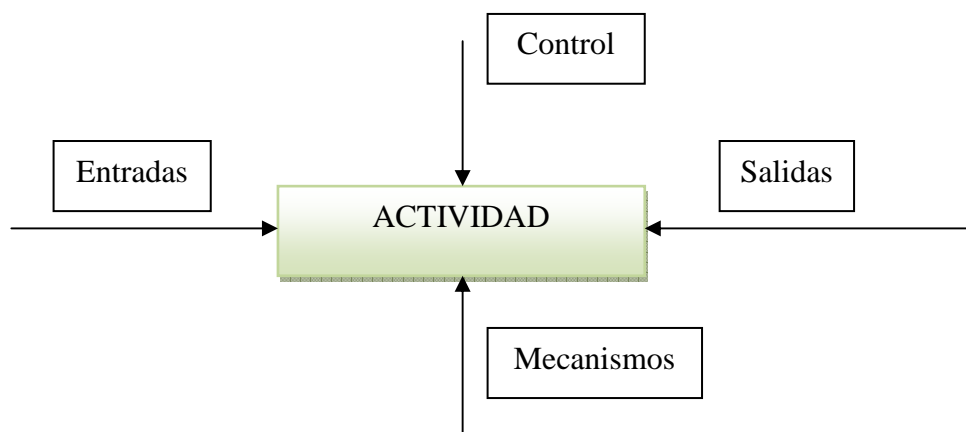 Control
Entradas
Salidas
ACTIVIDAD
Mecanismos